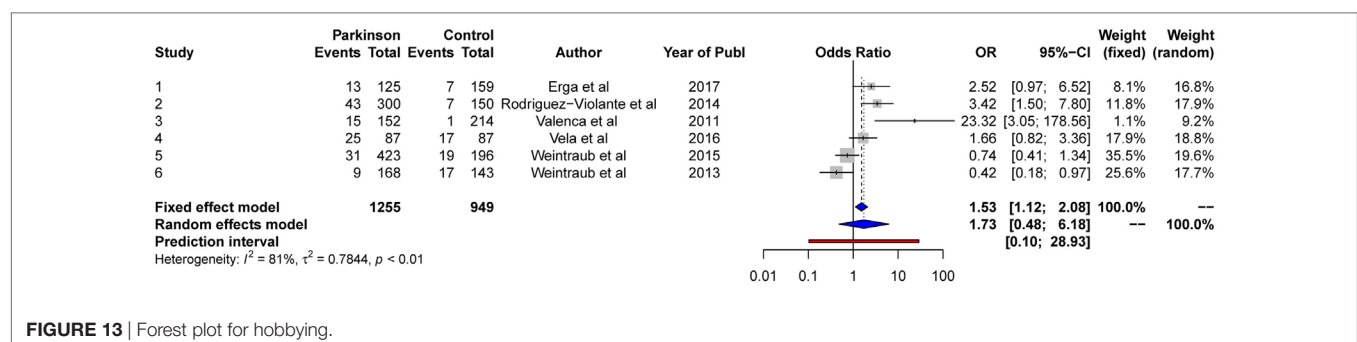 Parkinson Control Weight Weight
Study Events Total Events Total Author Year of Publ Odds Ratio OR 95%−CI (fixed) (random)
1 13 125 7 159 Erga et al 2017 2.52 [0.97; 6.52] 8.1% 16.8%
2 43 300 7 150 Rodriguez−Violante et al 2014 3.42 [1.50; 7.80] 11.8% 17.9%
3 15 152 1 214 Valenca et al 2011 23.32 [3.05; 178.56] 1.1% 9.2%
4 25 87 17 87 Vela et al 2016 1.66 [0.82; 3.36] 17.9% 18.8%
5 31 423 19 196 Weintraub et al 2015 0.74 [0.41; 1.34] 35.5% 19.6%
6 9 168 17 143 Weintraub et al 2013 0.42 [0.18; 0.97] 25.6% 17.7%
Fixed effect model 1255 949 1.53 [1.12; 2.08] 100.0% −−
Random effects model 1.73 [0.48; 6.18] −− 100.0%
Prediction interval [0.10; 28.93]
Heterogeneity: I² = 81%, τ² = 0.7844, p < 0.01
0.01 0.1 1 10 100
FIGURE 13 | Forest plot for hobbying.